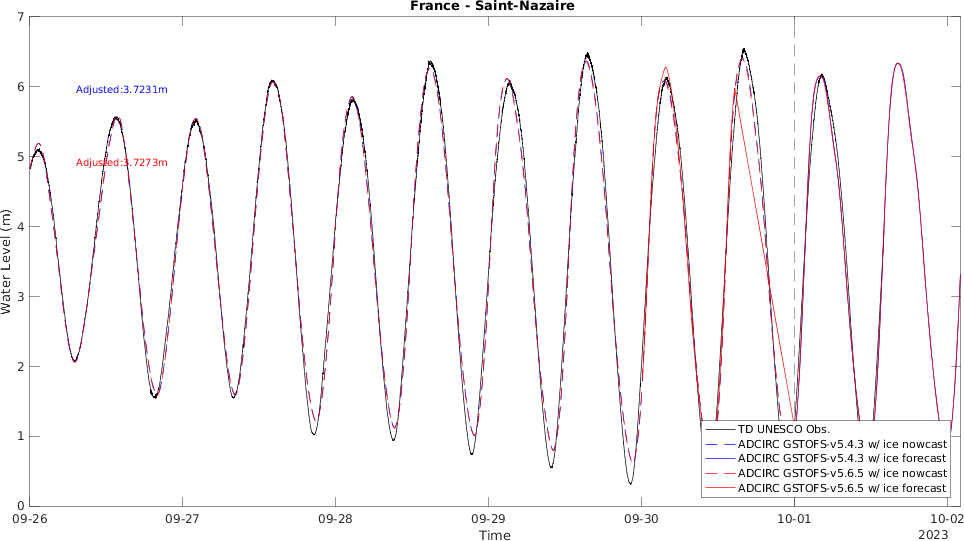 France - Saint-Nazaire
7
6
5
4
3
2
1
0
Water Level (m)
Adjusted:3.7231m
Adjusted:3.7273m
TD UNESCO Obs.
ADCIRC GSTOFS-v5.4.3 w/ ice nowcast
ADCIRC GSTOFS-v5.4.3 w/ ice forecast
ADCIRC GSTOFS-v5.6.5 w/ ice nowcast
ADCIRC GSTOFS-v5.6.5 w/ ice forecast
09-26 09-27 09-28 09-29 09-30 10-01 10-02
Time
2023